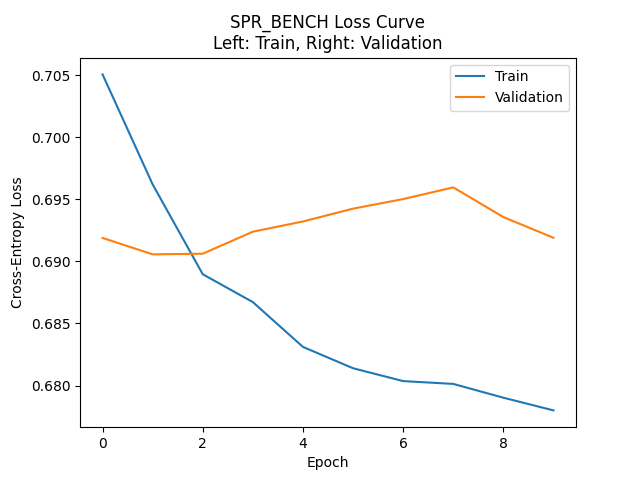 SPR_BENCH Loss Curve
Left: Train, Right: Validation
Train
Validation
Cross-Entropy Loss
0.705
0.700
0.695
0.690
0.685
0.680
0 2 4 6 8
Epoch